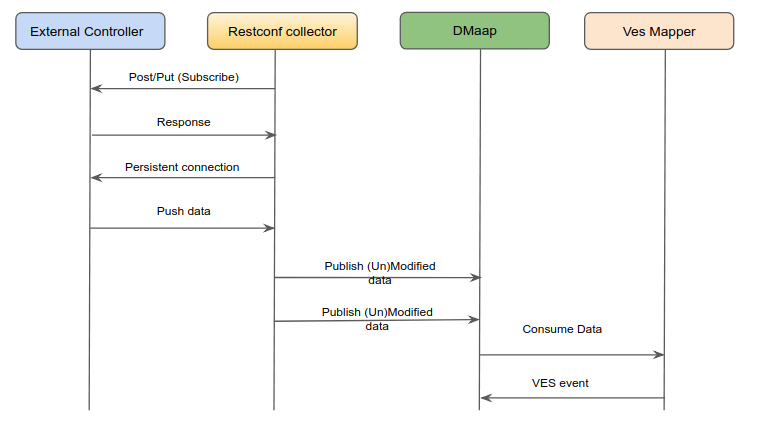 External Controller
Restconf collector
DMaap
Ves Mapper
Post/Put (Subscribe)
Response
Persistent connection
Push data
Publish (Un)Modified
data
Publish (Un)Modified
data
Consume Data
VES event